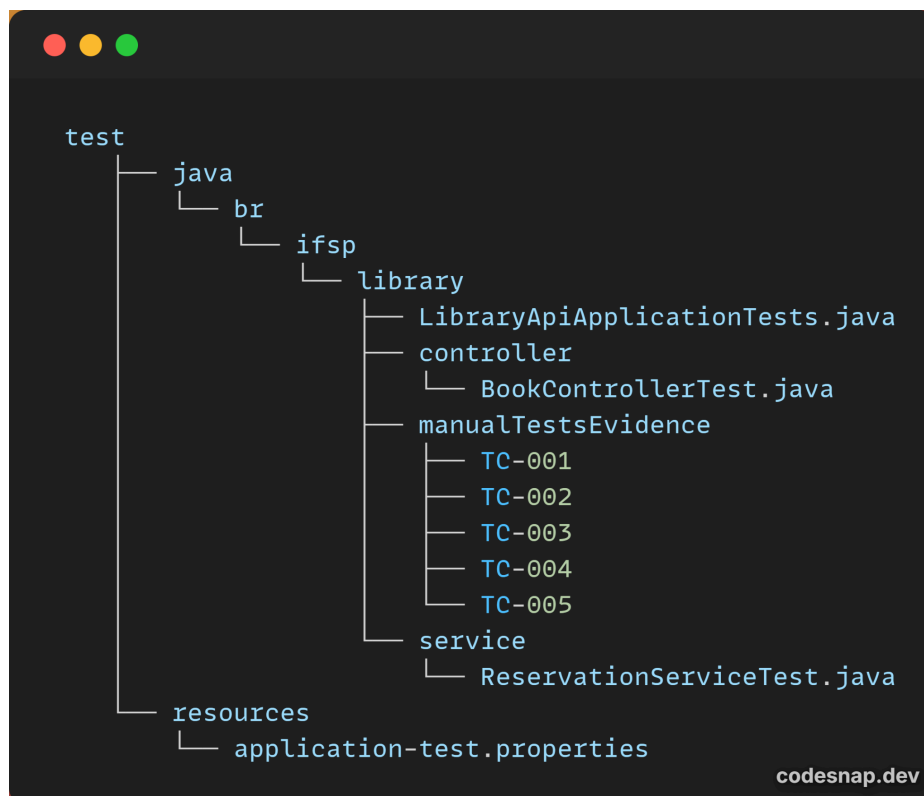 test
├── java
│   └── br
│       └── ifsp
│           └── library
│               ├── LibraryApiApplicationTests.java
│               ├── controller
│               │   └── BookControllerTest.java
│               ├── manualTestsEvidence
│               │   ├── TC-001
│               │   ├── TC-002
│               │   ├── TC-003
│               │   ├── TC-004
│               │   └── TC-005
│               └── service
│                   └── ReservationServiceTest.java
└── resources
    └── application-test.properties
codesnap.dev